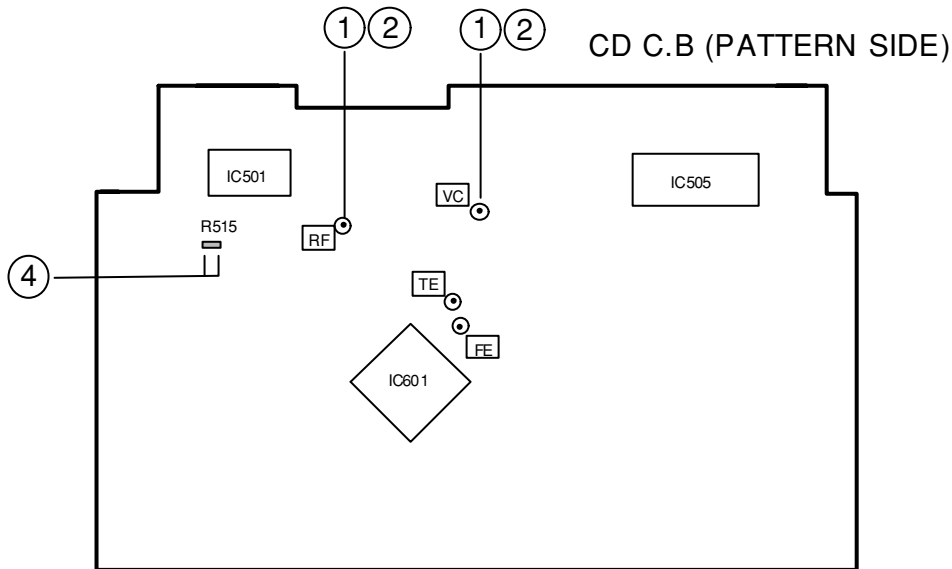 ① ② ① ②
CD C.B (PATTERN SIDE)
IC501
IC505
VC
R515
RF
④
TE
FE
IC601